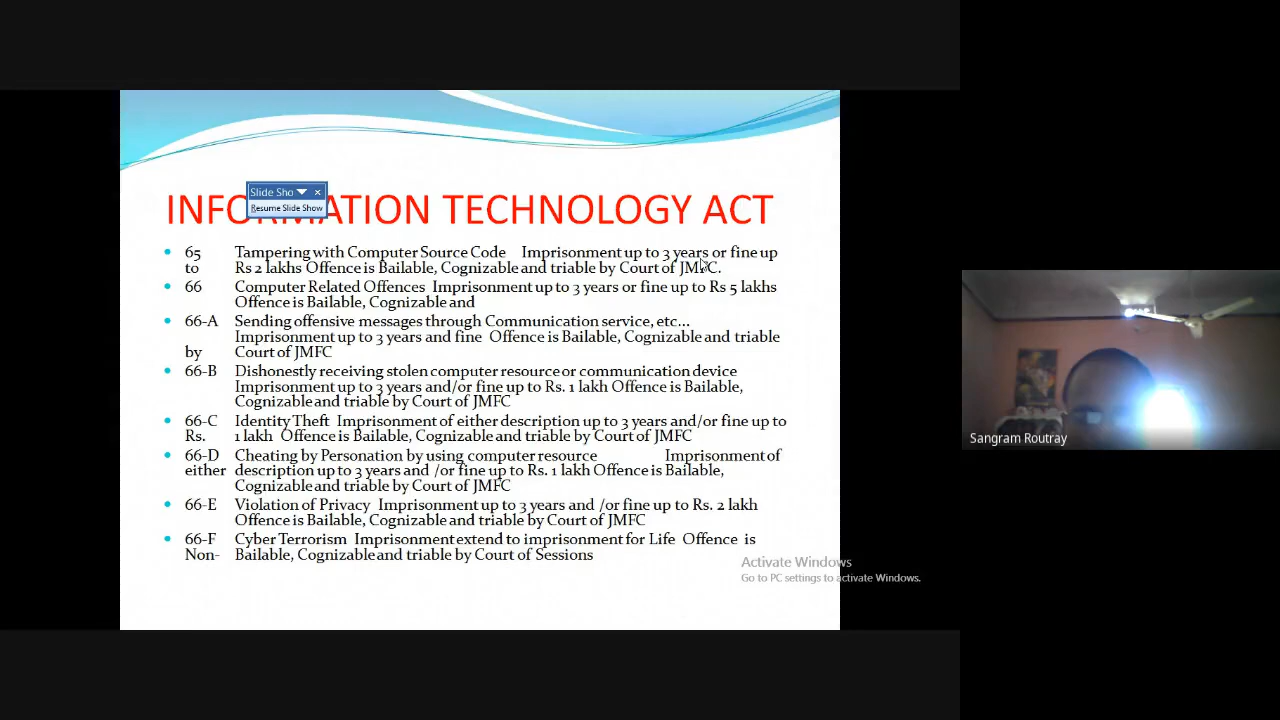 Slide Sho
Resume Slide Show
INFORMATION TECHNOLOGY ACT
65 Tampering with Computer Source Code Imprisonment up to 3 years or fine up
to Rs 2 lakhs Offence is Bailable, Cognizable and triable by Court of JMFC.
66 Computer Related Offences Imprisonment up to 3 years or fine up to Rs 5 lakhs
Offence is Bailable, Cognizable and
66-A Sending offensive messages through Communication service, etc...
Imprisonment up to 3 years and fine Offence is Bailable, Cognizable and triable
by Court of JMFC
66-B Dishonestly receiving stolen computer resource or communication device
Imprisonment up to 3 years and/or fine up to Rs. 1 lakh Offence is Bailable,
Cognizable and triable by Court of JMFC
66-C Identity Theft Imprisonment of either description up to 3 years and/or fine up to
Rs. 1 lakh Offence is Bailable, Cognizable and triable by Court of JMFC
66-D Cheating by Personation by using computer resource Imprisonment of
either description up to 3 years and /or fine up to Rs. 1 lakh Offence is Bailable,
Cognizable and triable by Court of JMFC
66-E Violation of Privacy Imprisonment up to 3 years and /or fine up to Rs. 2 lakh
Offence is Bailable, Cognizable and triable by Court of JMFC
66-F Cyber Terrorism Imprisonment extend to imprisonment for Life Offence is
Non- Bailable, Cognizable and triable by Court of Sessions
Activate Windows
Go to PC settings to activate Windows.
Sangram Routray